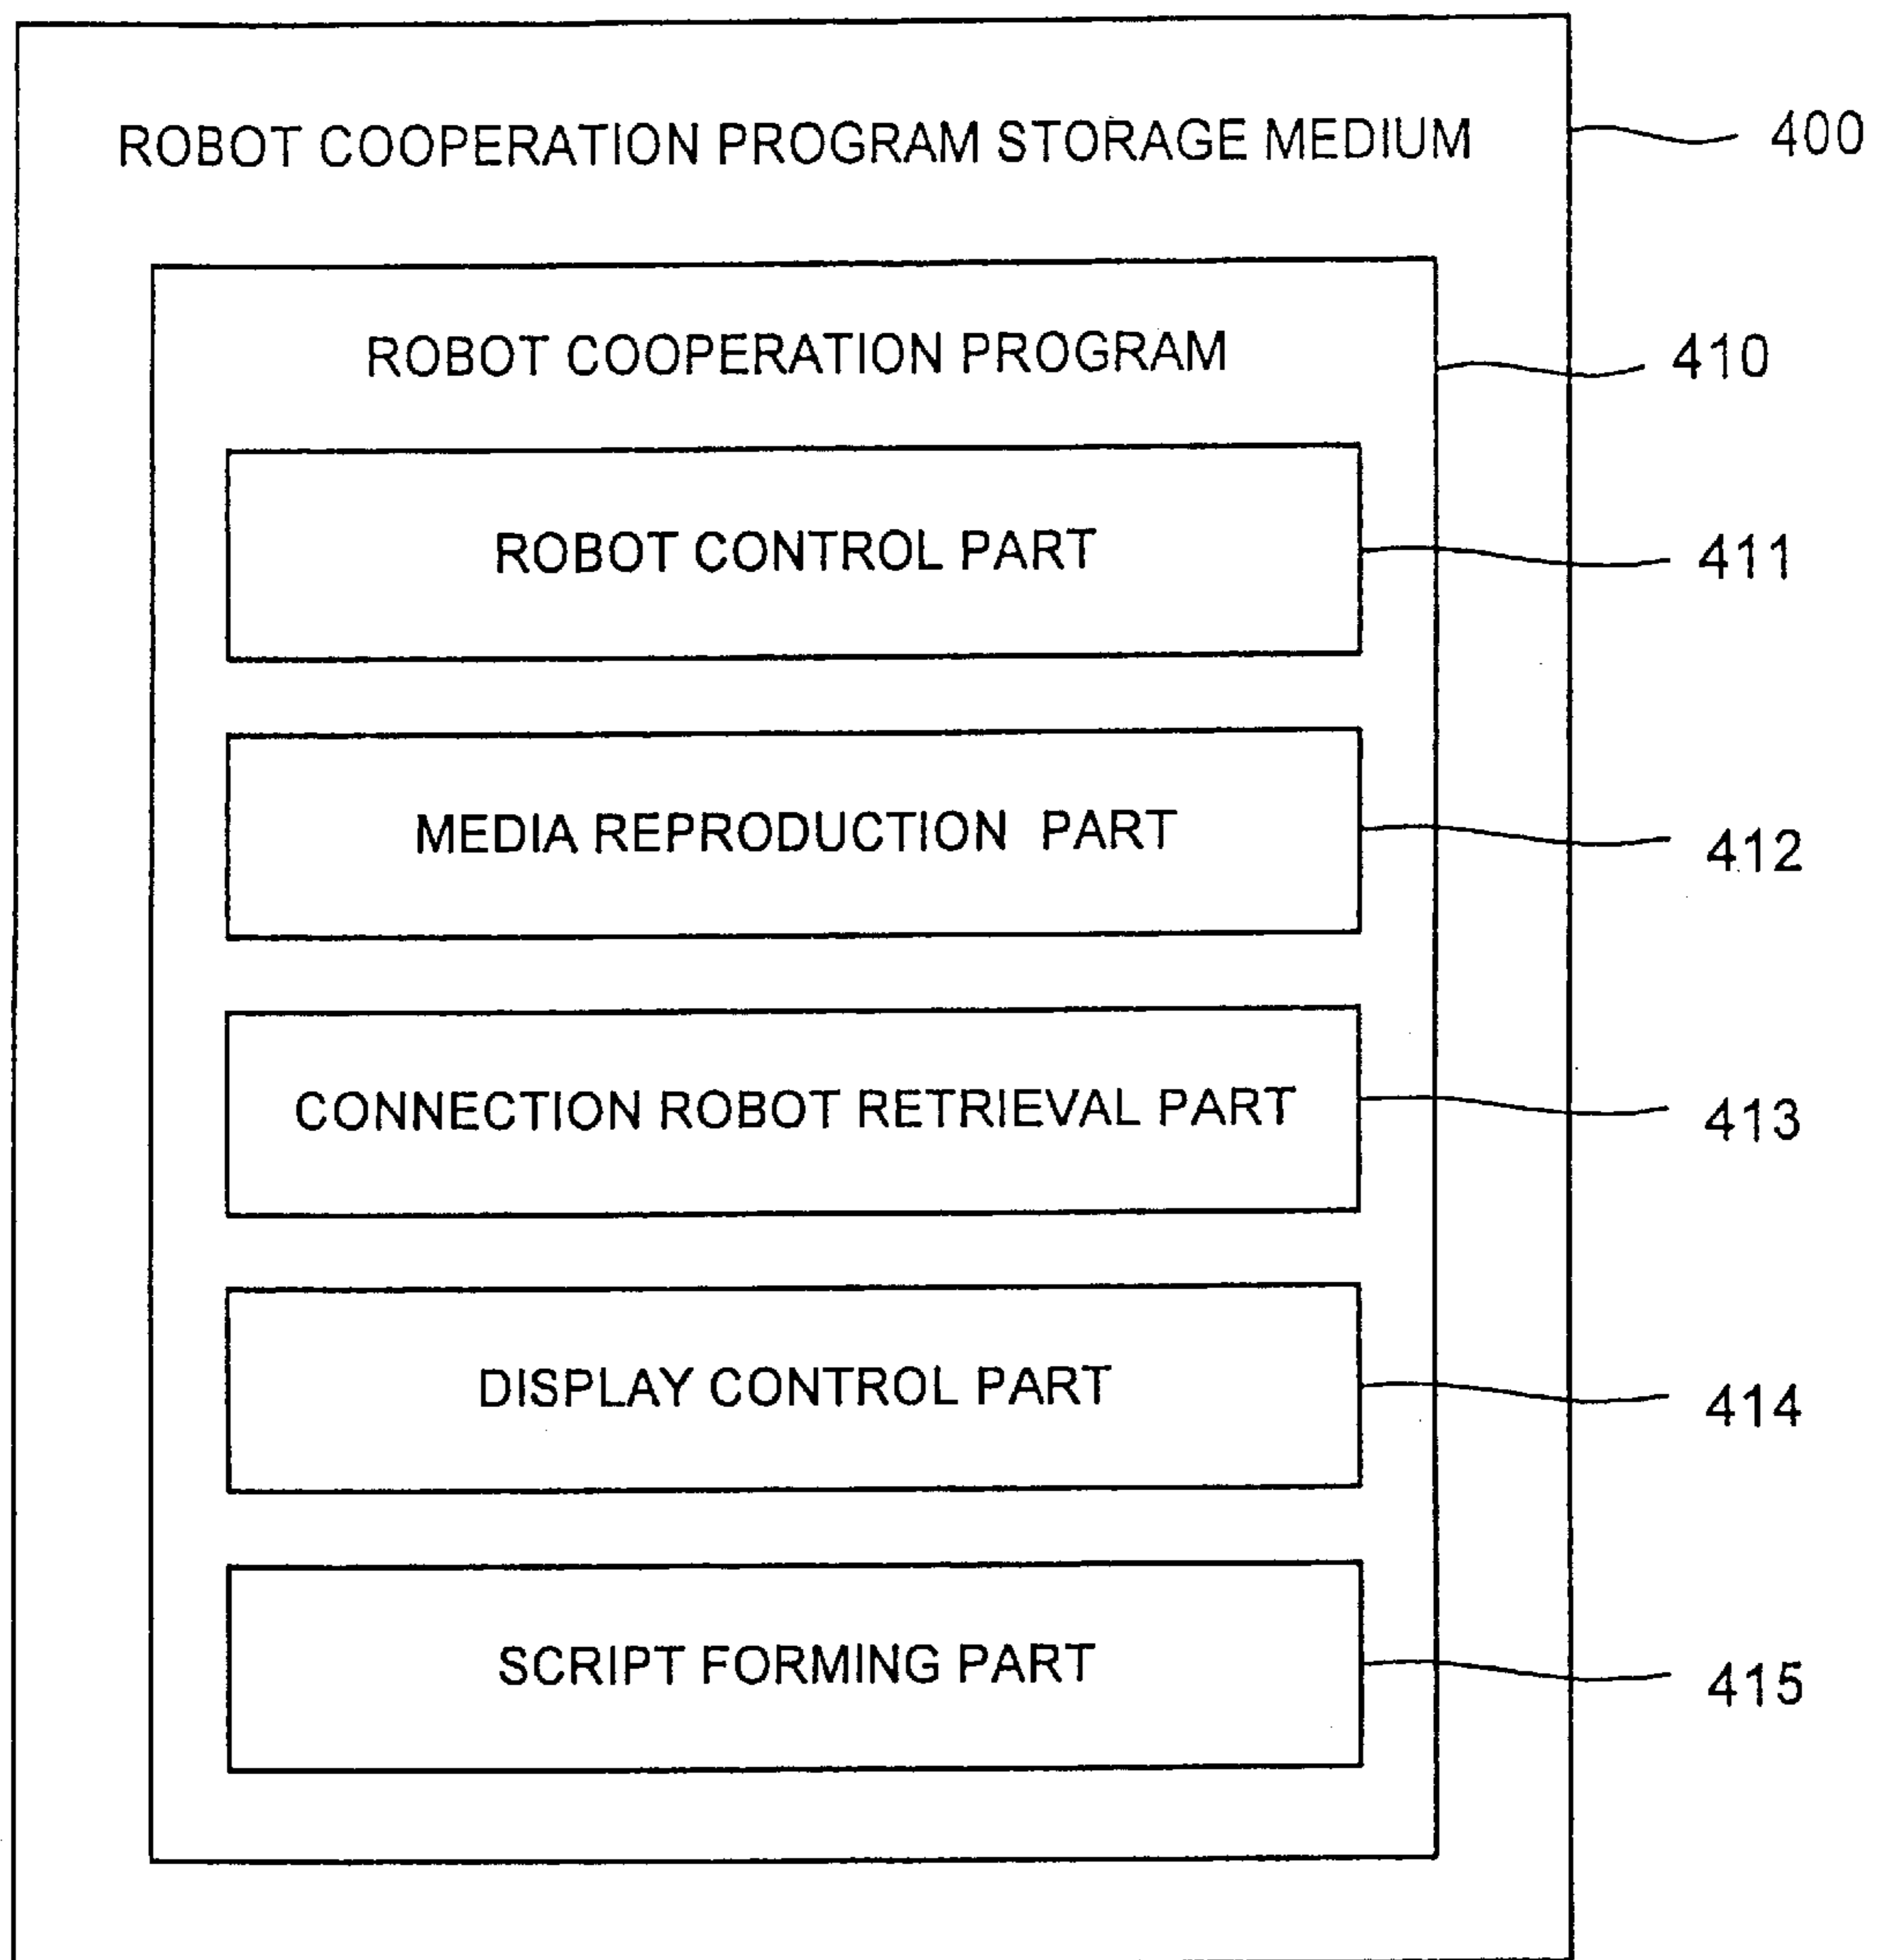 ROBOT COOPERATION PROGRAM STORAGE MEDIUM 400
ROBOT COOPERATION PROGRAM 410
ROBOT CONTROL PART 411
MEDIA REPRODUCTION PART 412
CONNECTION ROBOT RETRIEVAL PART 413
DISPLAY CONTROL PART 414
SCRIPT FORMING PART 415